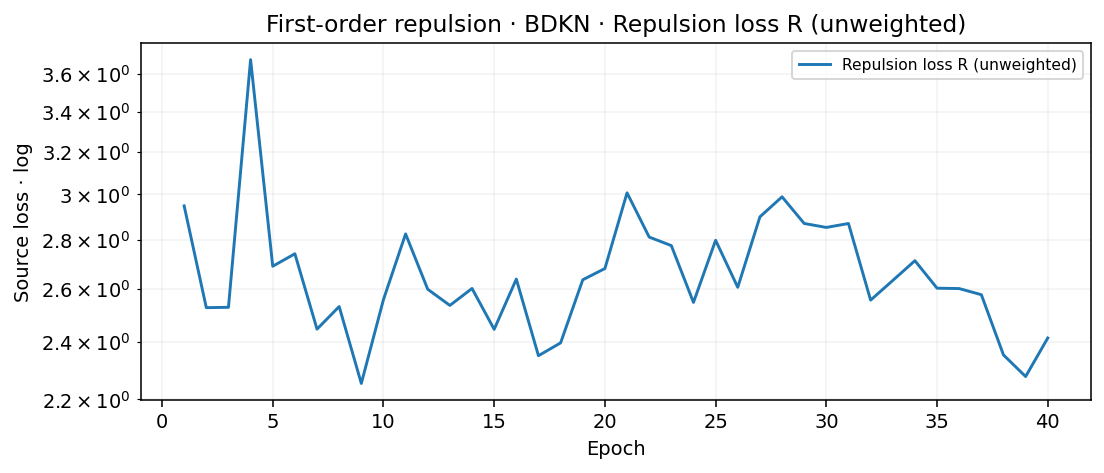 First-order repulsion · BDKN · Repulsion loss R (unweighted)
Repulsion loss R (unweighted)
Source loss · log
3.6 × 10⁰
3.4 × 10⁰
3.2 × 10⁰
3 × 10⁰
2.8 × 10⁰
2.6 × 10⁰
2.4 × 10⁰
2.2 × 10⁰
0 5 10 15 20 25 30 35 40
Epoch